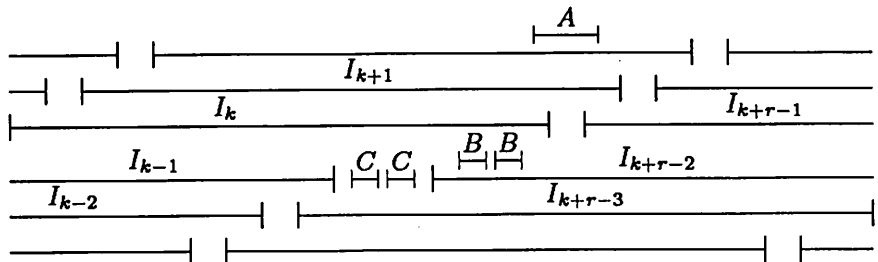 A
I_{k+1}
I_k I_{k+r-1}
B B
I_{k-1} C C I_{k+r-2}
I_{k-2} I_{k+r-3}